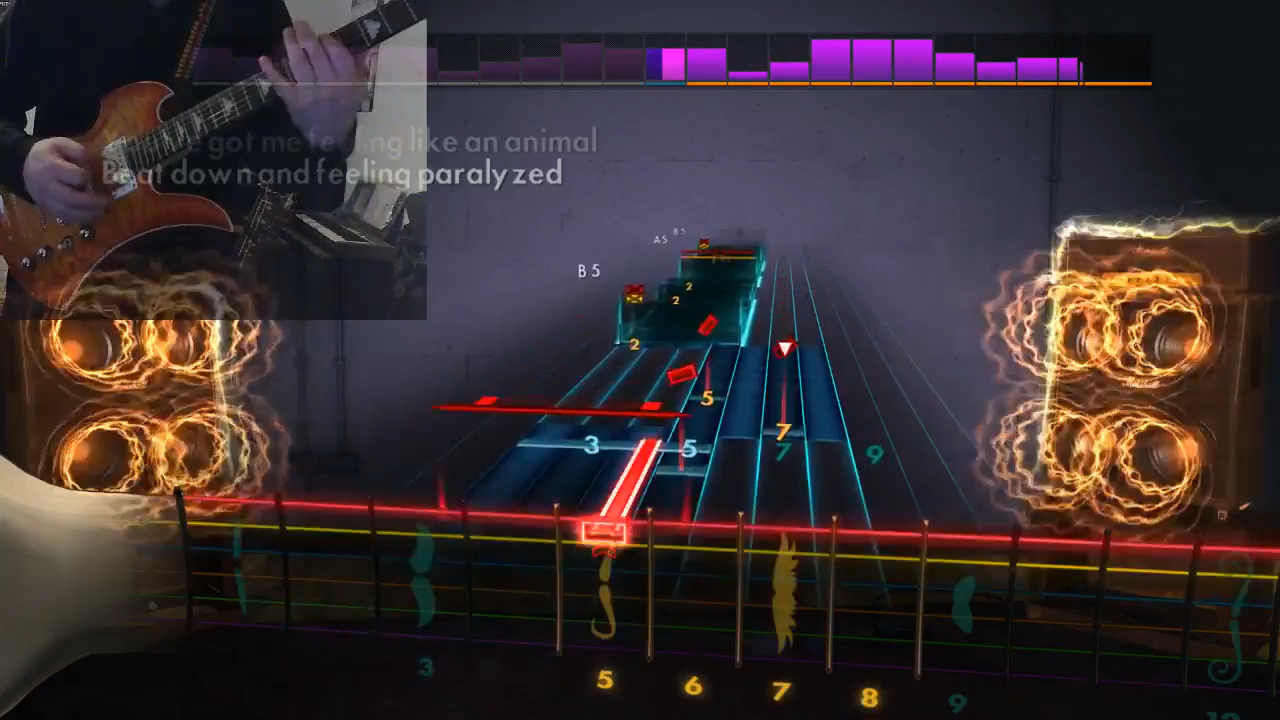 got me feeling like an animal
Beat down and feeling paralyzed
A5 B5
B5
2
2
2
5
7
3 5 7 9
3 5 6 7 8 9